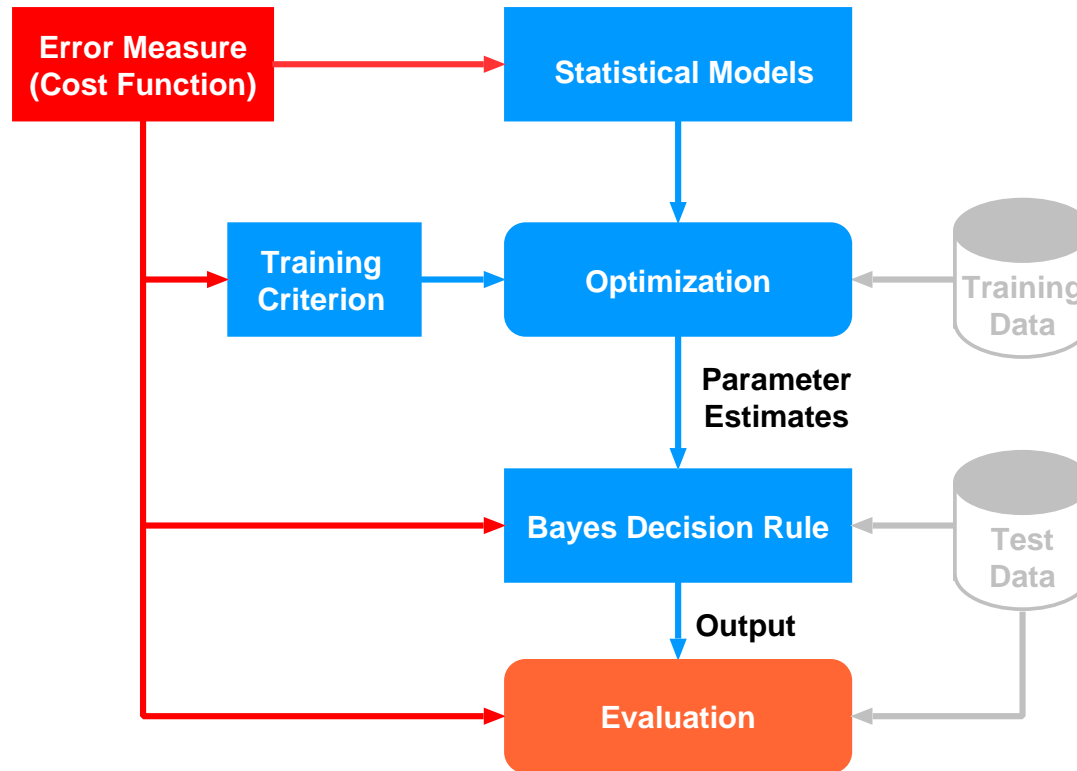 Error Measure
(Cost Function)
Statistical Models
Training
Criterion
Optimization
Training
Data
Parameter
Estimates
Bayes Decision Rule
Test
Data
Output
Evaluation